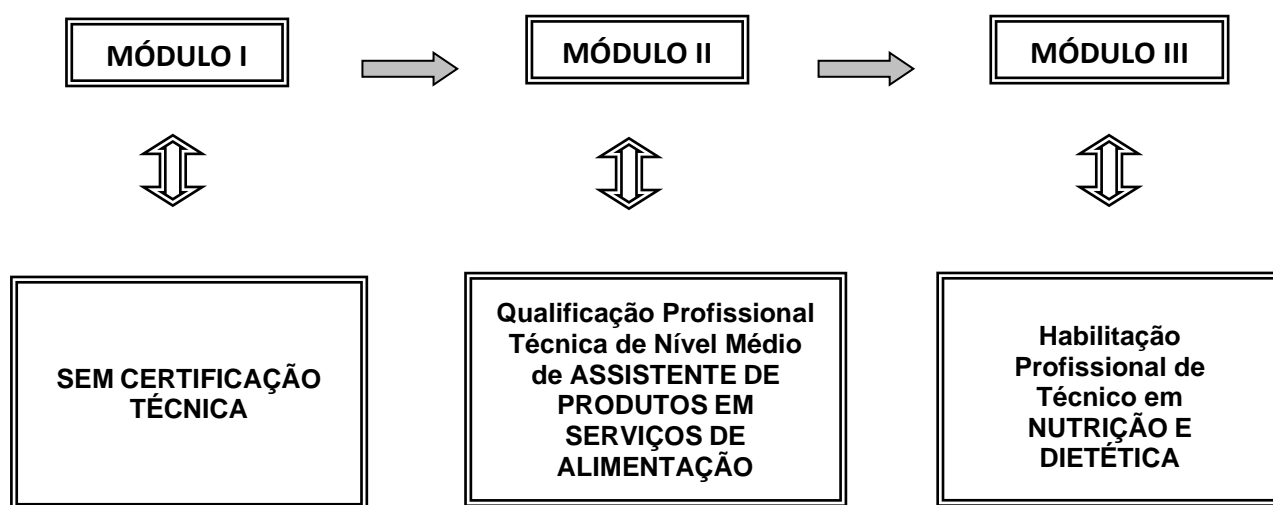 MÓDULO I
MÓDULO II
MÓDULO III
SEM CERTIFICAÇÃO
TÉCNICA
Qualificação Profissional
Técnica de Nível Médio
de ASSISTENTE DE
PRODUTOS EM
SERVIÇOS DE
ALIMENTAÇÃO
Habilitação
Profissional de
Técnico em
NUTRIÇÃO E
DIETÉTICA